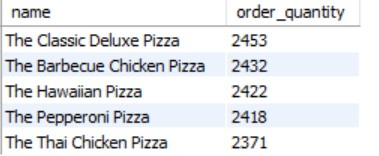 name order_quantity
The Classic Deluxe Pizza 2453
The Barbecue Chicken Pizza 2432
The Hawaiian Pizza 2422
The Pepperoni Pizza 2418
The Thai Chicken Pizza 2371